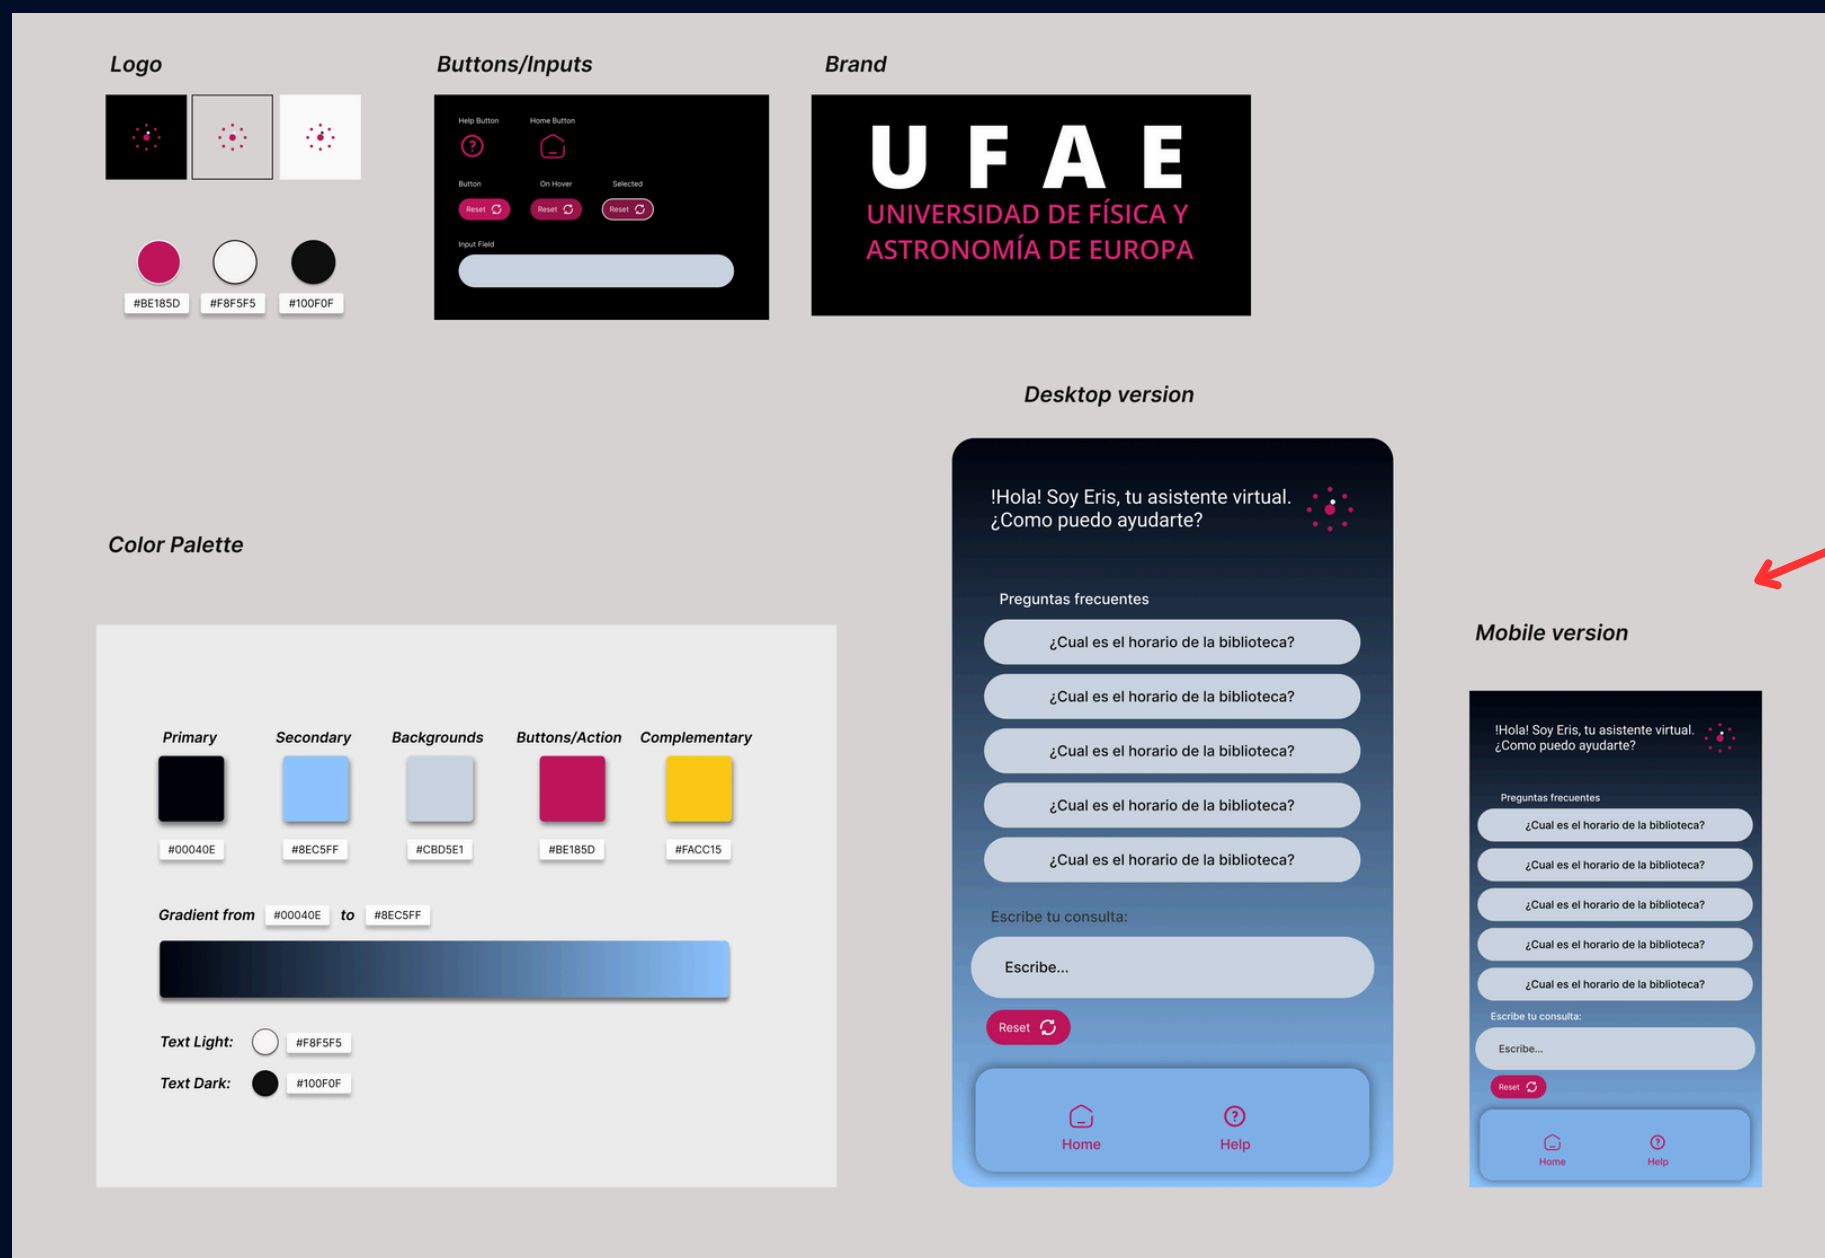 Logo
#BE185D
#F8F5F5
#100F0F
Buttons/Inputs
Help Button
Home Button
Button
On Hover
Selected
Reset
Reset
Reset
Input Field
Brand
U F A E
UNIVERSIDAD DE FÍSICA Y
ASTRONOMÍA DE EUROPA
Color Palette
Primary
Secondary
Backgrounds
Buttons/Action
Complementary
#00040E
#8EC5FF
#CBD5E1
#BE185D
#FACC15
Gradient from #00040E to #8EC5FF
Text Light: #F8F5F5
Text Dark: #100F0F
Desktop version
!Hola! Soy Eris, tu asistente virtual.
¿Como puedo ayudarte?
Preguntas frecuentes
¿Cual es el horario de la biblioteca?
¿Cual es el horario de la biblioteca?
¿Cual es el horario de la biblioteca?
¿Cual es el horario de la biblioteca?
¿Cual es el horario de la biblioteca?
Escribe tu consulta:
Escribe...
Reset
Home
Help
Mobile version
!Hola! Soy Eris, tu asistente virtual.
¿Como puedo ayudarte?
Preguntas frecuentes
¿Cual es el horario de la biblioteca?
¿Cual es el horario de la biblioteca?
¿Cual es el horario de la biblioteca?
¿Cual es el horario de la biblioteca?
¿Cual es el horario de la biblioteca?
Escribe tu consulta:
Escribe...
Reset
Home
Help